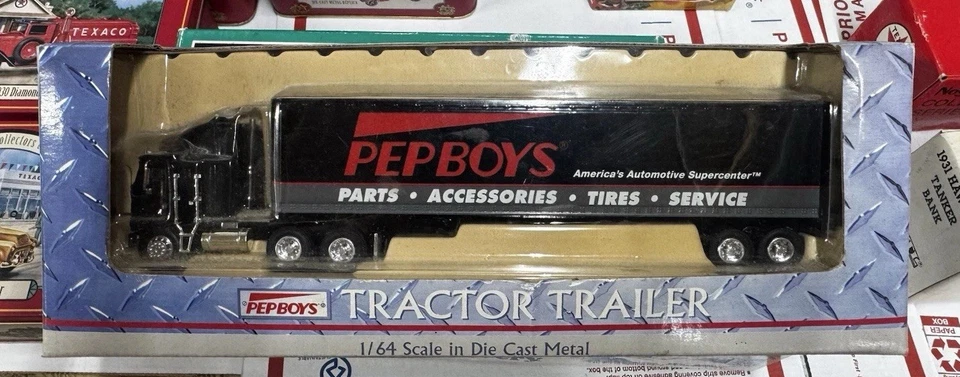 TEXACO
PEPBOYS
America's Automotive Supercenter™
PARTS • ACCESSORIES • TIRES • SERVICE
PEPBOYS TRACTOR TRAILER
1/64 Scale in Die Cast Metal
1931 HAW
TANKER
BANK
PAPER
BOX